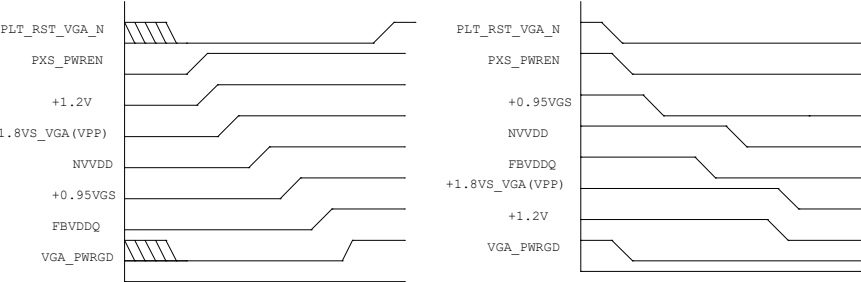 PLT_RST_VGA_N
PXS_PWREN
+1.2V
1.8VS_VGA(VPP)
NVVDD
+0.95VGS
FBVDDQ
VGA_PWRGD
PLT_RST_VGA_N
PXS_PWREN
+0.95VGS
NVVDD
FBVDDQ
+1.8VS_VGA(VPP)
+1.2V
VGA_PWRGD